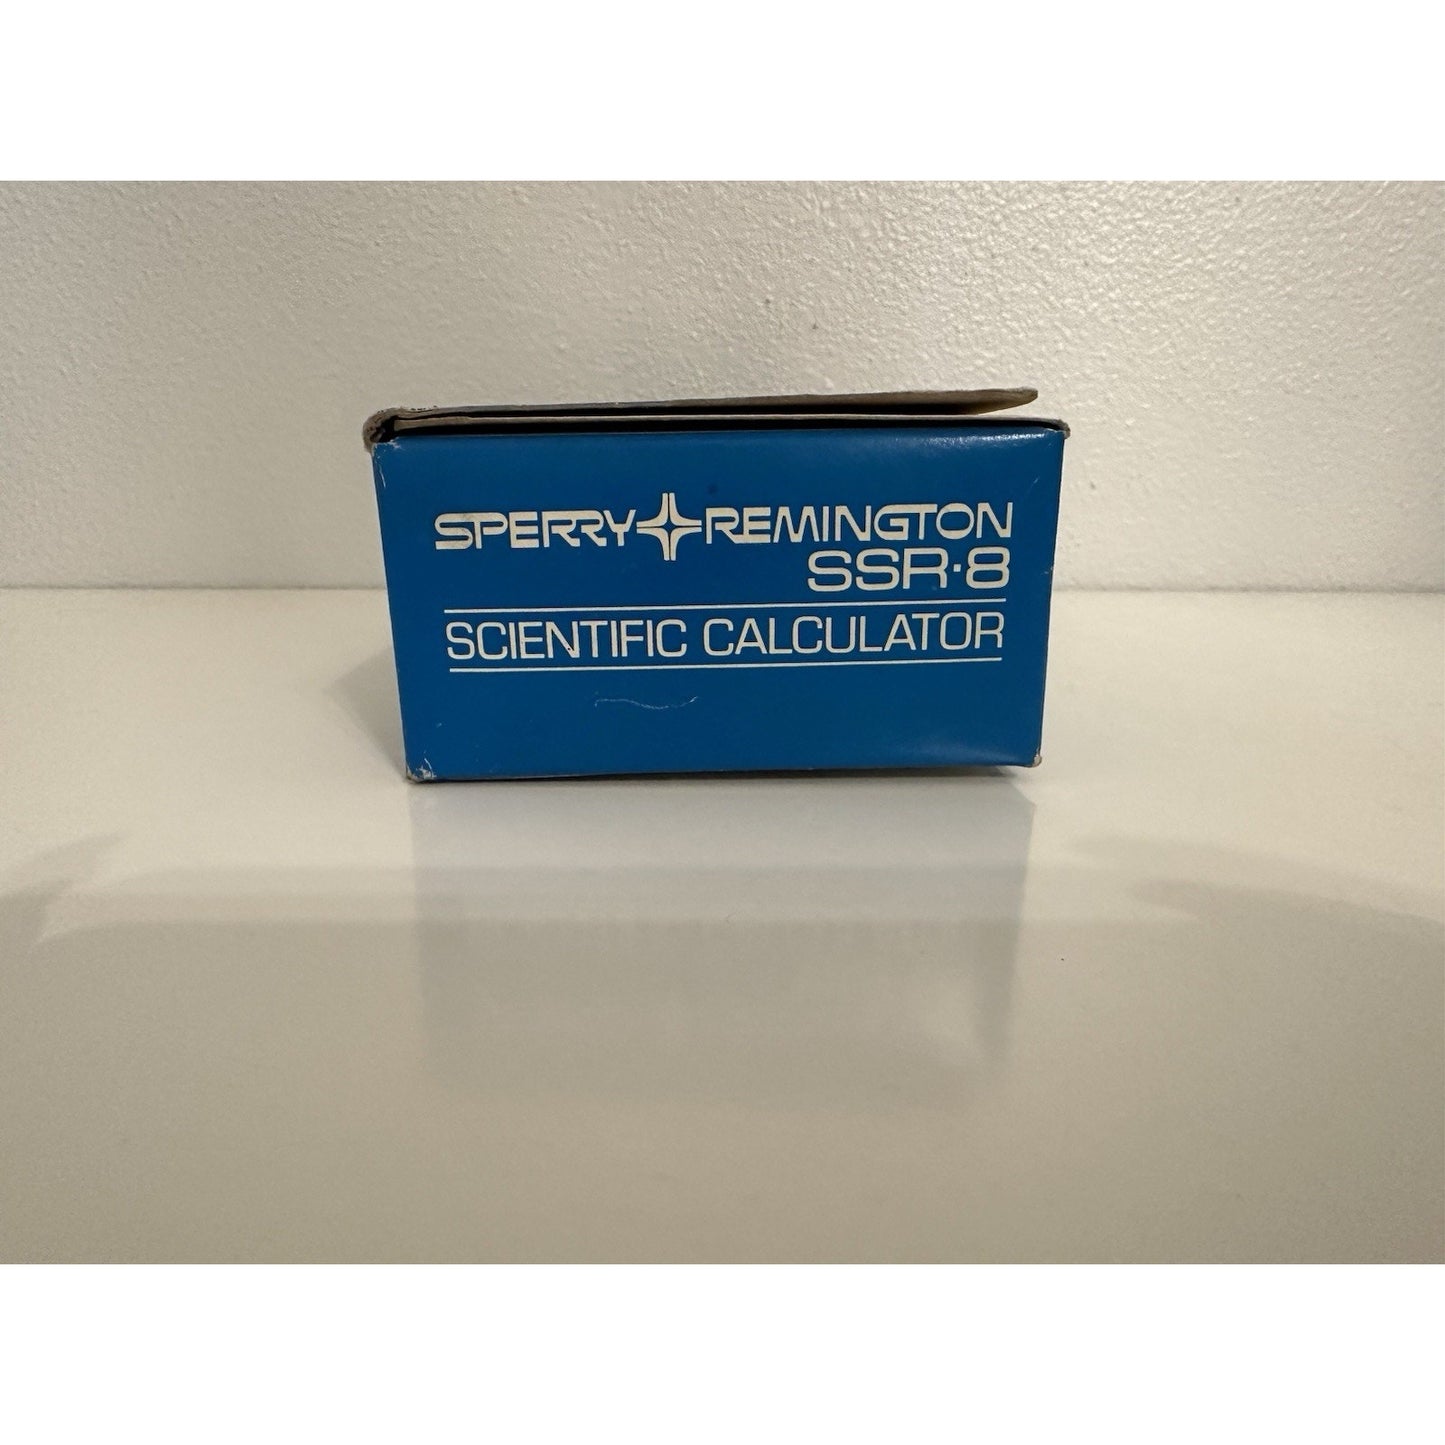 SPERRY REMINGTON
SSR·8
SCIENTIFIC CALCULATOR